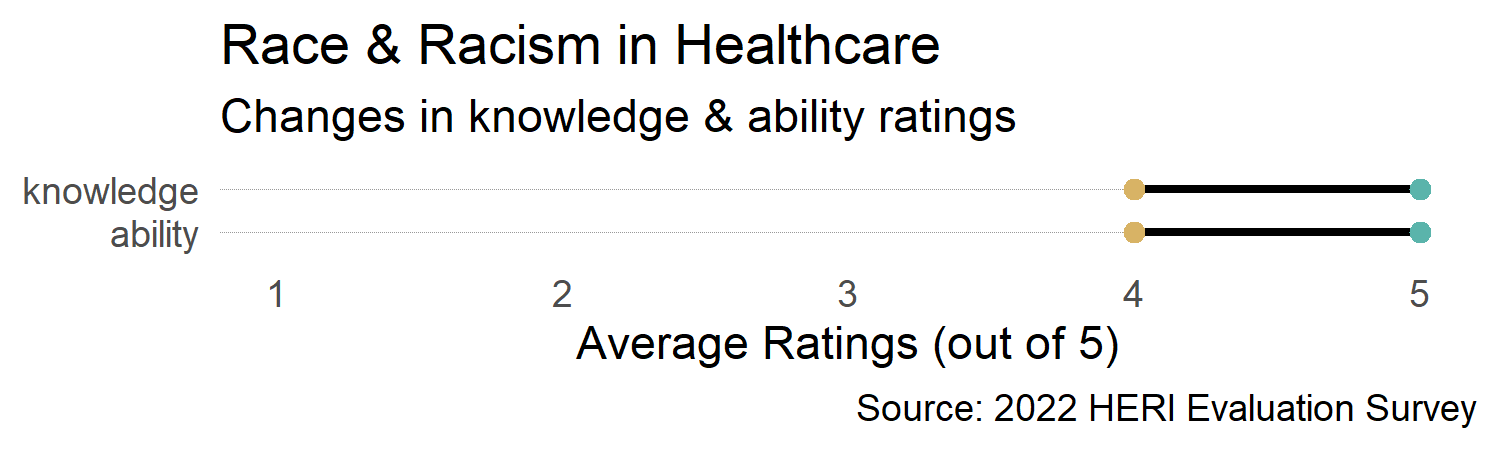 Race & Racism in Healthcare
Changes in knowledge & ability ratings
knowledge
ability
1 2 3 4 5
Average Ratings (out of 5)
Source: 2022 HERI Evaluation Survey